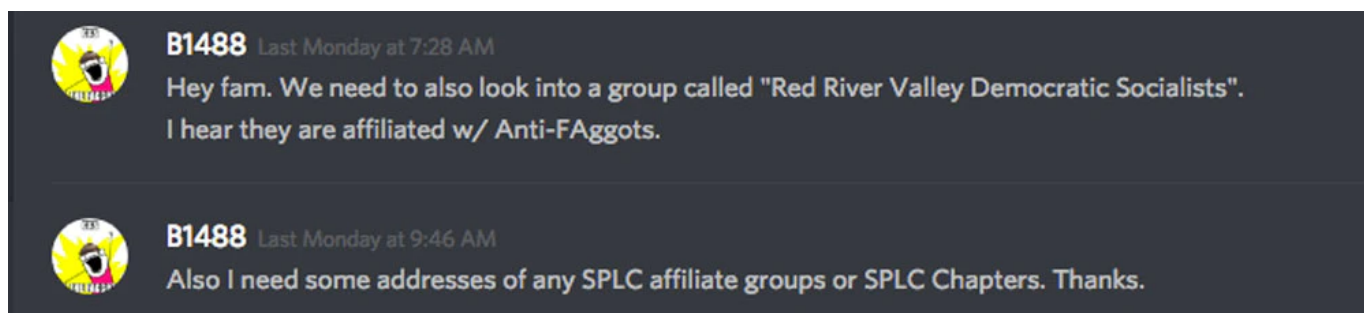 B1488 Last Monday at 7:28 AM
Hey fam. We need to also look into a group called "Red River Valley Democratic Socialists".
I hear they are affiliated w/ Anti-FAggots.
B1488 Last Monday at 9:46 AM
Also I need some addresses of any SPLC affiliate groups or SPLC Chapters. Thanks.